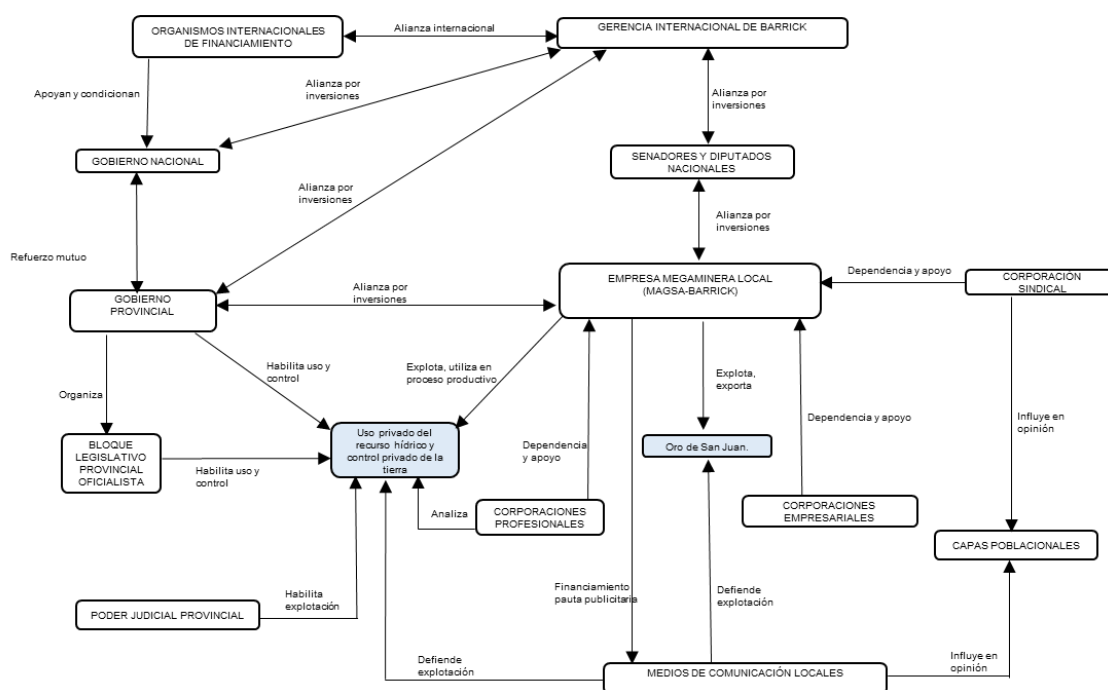 ORGANISMOS INTERNACIONALES
DE FINANCIAMIENTO
Alianza internacional
GERENCIA INTERNACIONAL DE BARRICK
Apoyan y condicionan
Alianza por
inversiones
Alianza por
inversiones
GOBIERNO NACIONAL
SENADORES Y DIPUTADOS
NACIONALES
Alianza por
inversiones
Alianza por
inversiones
Refuerzo mutuo
GOBIERNO
PROVINCIAL
Alianza por
inversiones
EMPRESA MEGAMINERA LOCAL
(MAGSA-BARRICK)
Dependencia y apoyo
CORPORACIÓN
SINDICAL
Organiza
Habilita uso y
control
Explota, utiliza en
proceso productivo
Explota,
exporta
Influye en
opinión
BLOQUE
LEGISLATIVO
PROVINCIAL
OFICIALISTA
Habilita uso y
control
Uso privado del
recurso hídrico y
control privado de la
tierra
Dependencia
y apoyo
Oro de San Juan.
Dependencia y apoyo
Analiza
CORPORACIONES
PROFESIONALES
CORPORACIONES
EMPRESARIALES
CAPAS POBLACIONALES
PODER JUDICIAL PROVINCIAL
Habilita
explotación
Financiamiento
pauta publicitaria
Defiende
explotación
Defiende
explotación
MEDIOS DE COMUNICACIÓN LOCALES
Influye en
opinión